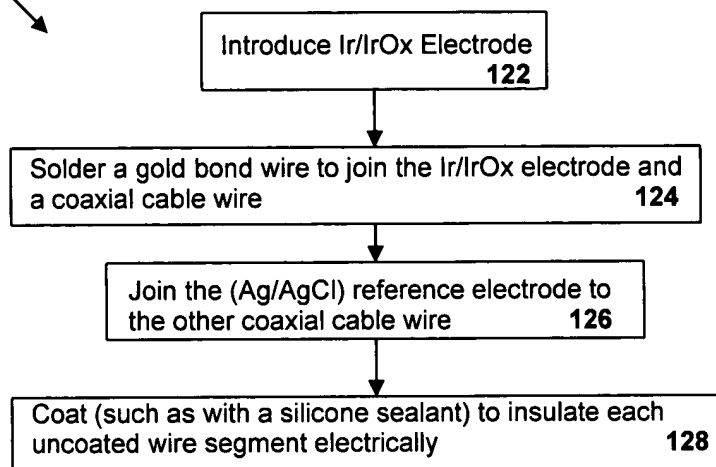 Introduce Ir/IrOx Electrode
122
Solder a gold bond wire to join the Ir/IrOx electrode and
a coaxial cable wire 124
Join the (Ag/AgCl) reference electrode to
the other coaxial cable wire 126
Coat (such as with a silicone sealant) to insulate each
uncoated wire segment electrically 128